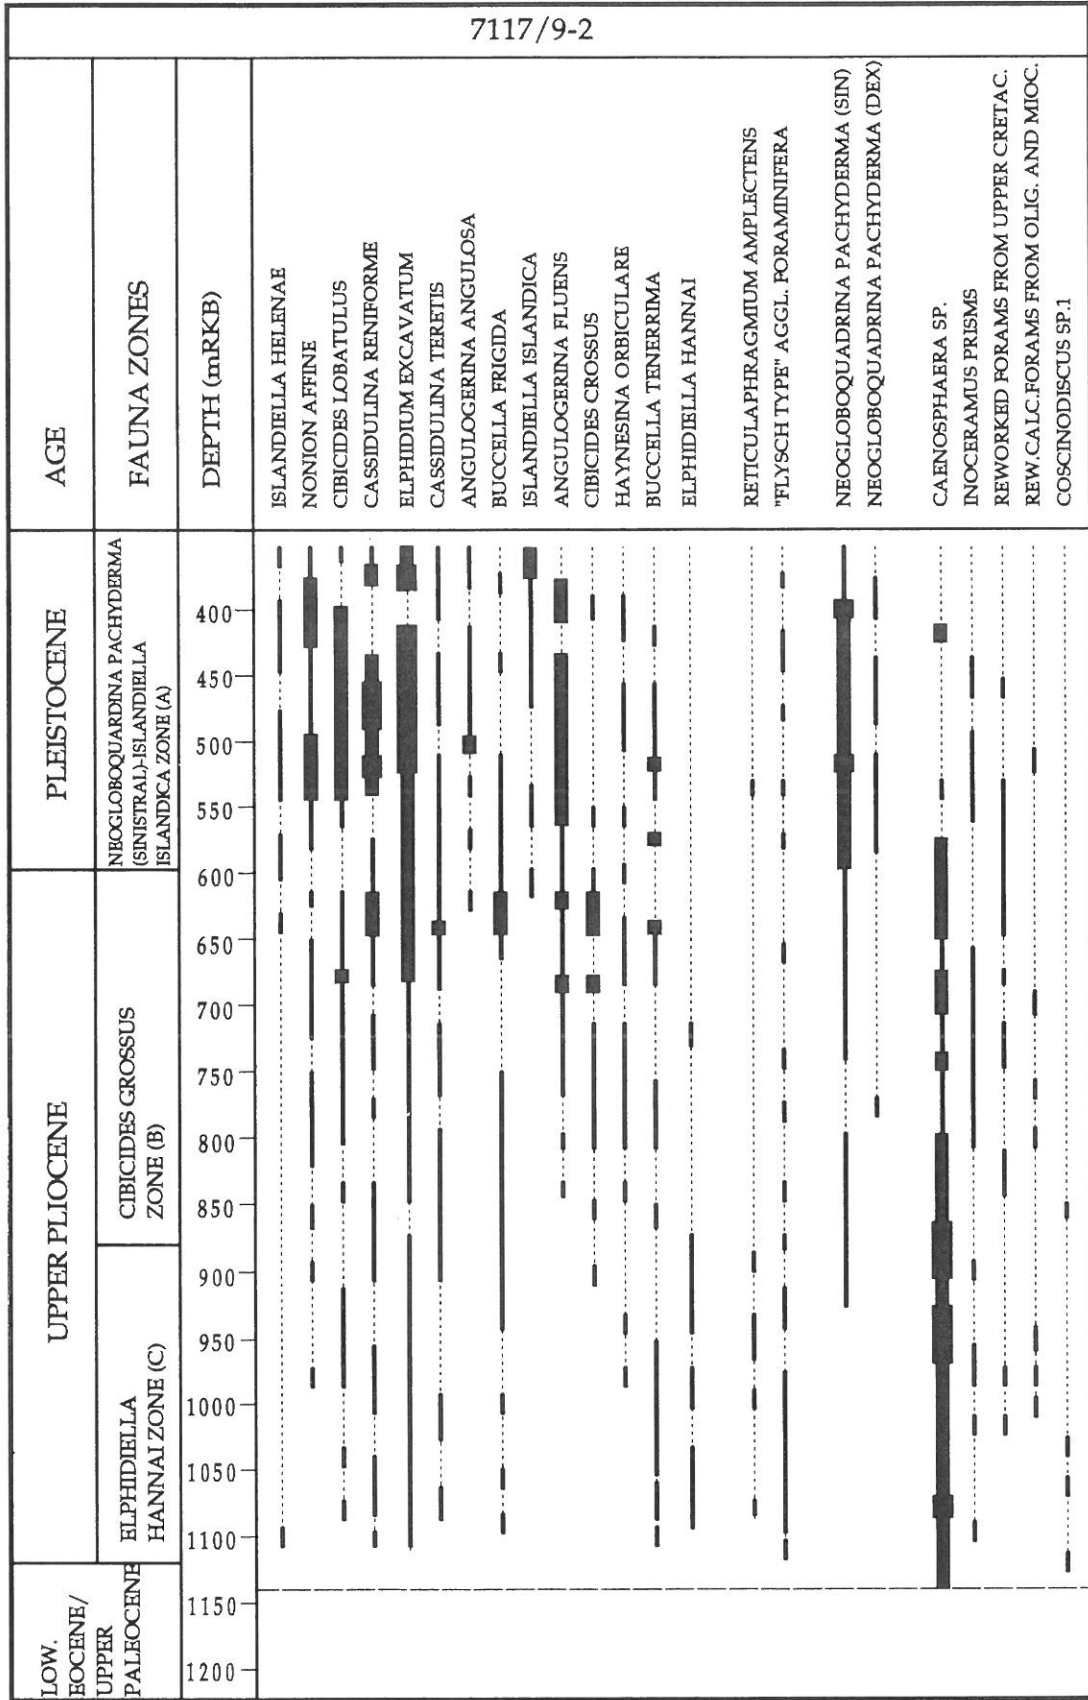 7117/9-2
AGE
FAUNA ZONES
DEPTH (mRKB)
ISLANDIELLA HELENAE
NONION AFFINE
CIBICIDES LOBATULUS
CASSIDULINA RENIFORME
ELPHIDIUM EXCAVATUM
CASSIDULINA TERETIS
ANGULOGERINA ANGULOSA
BUCCELLA FRIGIDA
ISLANDIELLA ISLANDICA
ANGULOGERINA FLUENS
CIBICIDES CROSSUS
HAYNESINA ORBICULARE
BUCCELLA TENERRIMA
ELPHIDIELLA HANNAI
RETICULAPHRAGMIUM AMPLECTENS
"FLYSCH TYPE" AGGL. FORAMINIFERA
NEOGLOBOQUADRINA PACHYDERMA (SIN)
NEOGLOBOQUADRINA PACHYDERMA (DEX)
CAENOSPHAERA SP.
INOCERAMUS PRISMS
REWORKED FORAMS FROM UPPER CRETAC.
REW.CALC.FORAMS FROM OLIG. AND MIOC.
COSCINODISCUS SP.1
PLEISTOCENE
NEOGLOBOQUARDINA PACHYDERMA
(SINISTRAL)-ISLANDIELLA
ISLANDICA ZONE (A)
UPPER PLIOCENE
CIBICIDES GROSSUS
ZONE (B)
ELPHIDIELLA
HANNAI ZONE (C)
LOW.
EOCENE/
UPPER
PALEOCENE
400
450
500
550
600
650
700
750
800
850
900
950
1000
1050
1100
1150
1200